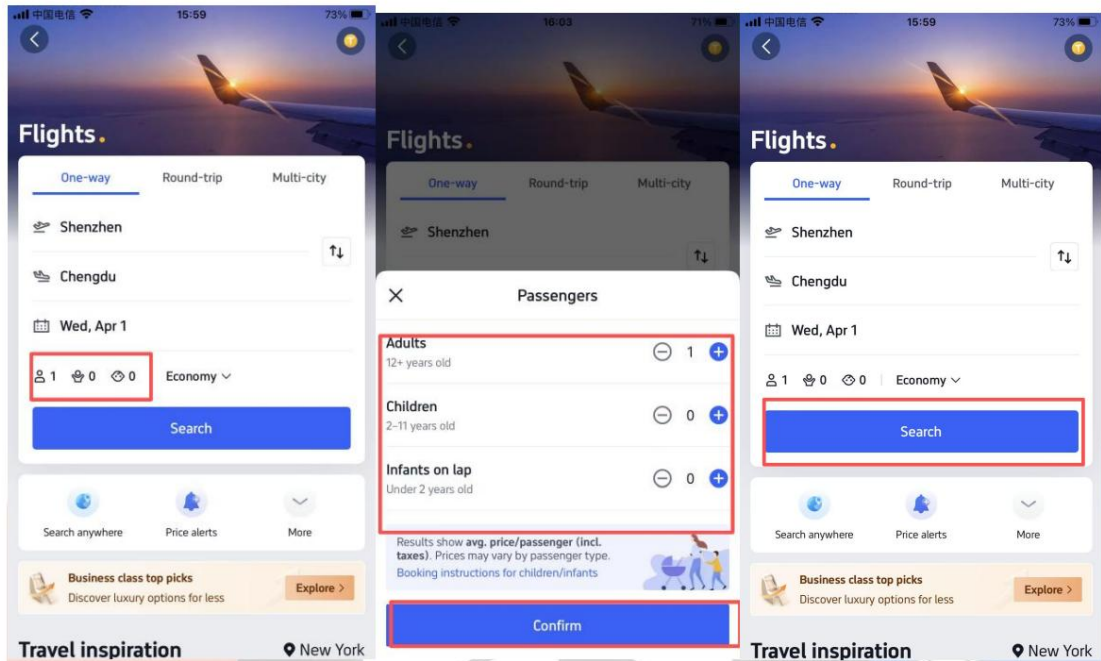 中国电信 15:59 73%
Flights.
One-way Round-trip Multi-city
Shenzhen
Chengdu
Wed, Apr 1
1 0 0 Economy
Search
Search anywhere Price alerts More
Business class top picks
Discover luxury options for less
Explore >
Travel inspiration New York
中国电信 16:03 71%
Flights.
One-way Round-trip Multi-city
Shenzhen
Passengers
Adults
12+ years old
1
Children
2-11 years old
0
Infants on lap
Under 2 years old
0
Results show avg. price/passenger (incl.
taxes). Prices may vary by passenger type.
Booking instructions for children/infants
Confirm
中国电信 15:59 73%
Flights.
One-way Round-trip Multi-city
Shenzhen
Chengdu
Wed, Apr 1
1 0 0 Economy
Search
Search anywhere Price alerts More
Business class top picks
Discover luxury options for less
Explore >
Travel inspiration New York